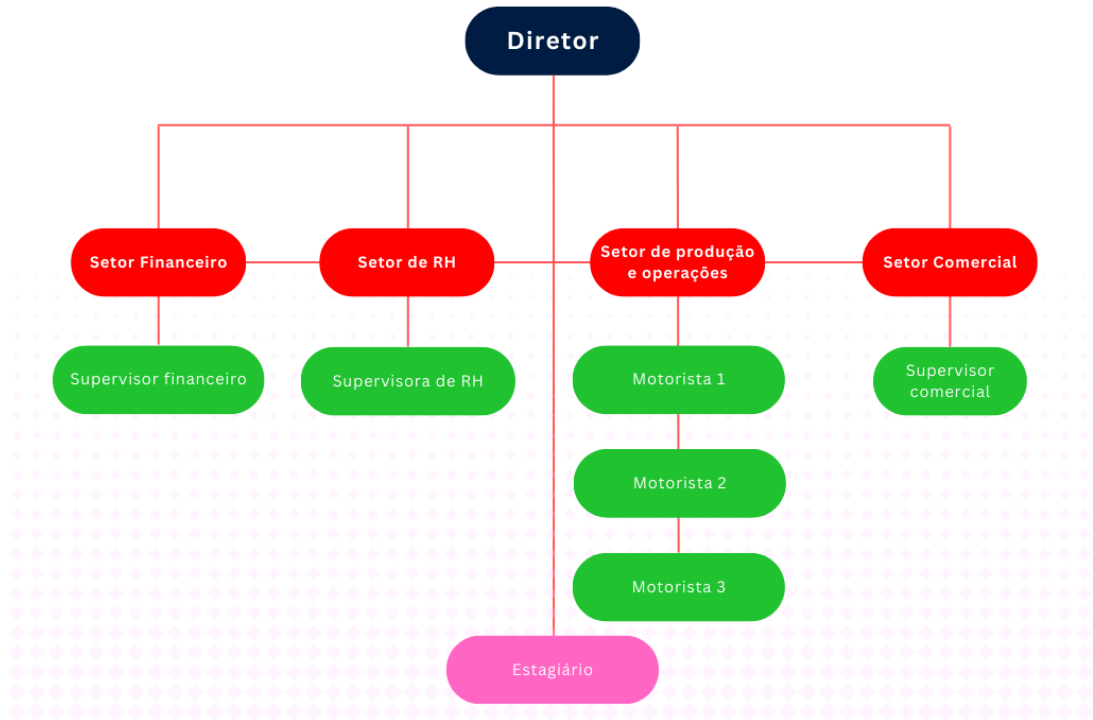 Diretor
Setor Financeiro
Setor de RH
Setor de produção
e operações
Setor Comercial
Supervisor financeiro
Supervisora de RH
Motorista 1
Supervisor
comercial
Motorista 2
Motorista 3
Estagiário